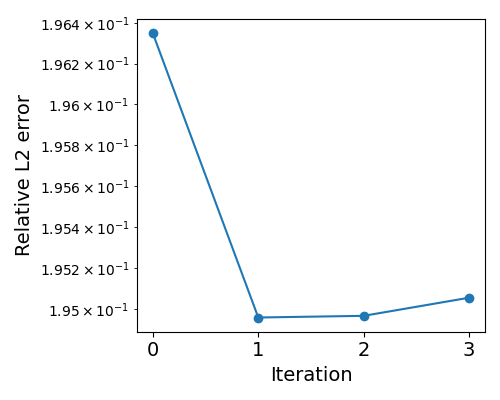 1.964 × 10⁻¹
1.962 × 10⁻¹
1.96 × 10⁻¹
1.958 × 10⁻¹
1.956 × 10⁻¹
1.954 × 10⁻¹
1.952 × 10⁻¹
1.95 × 10⁻¹
Relative L2 error
0 1 2 3
Iteration